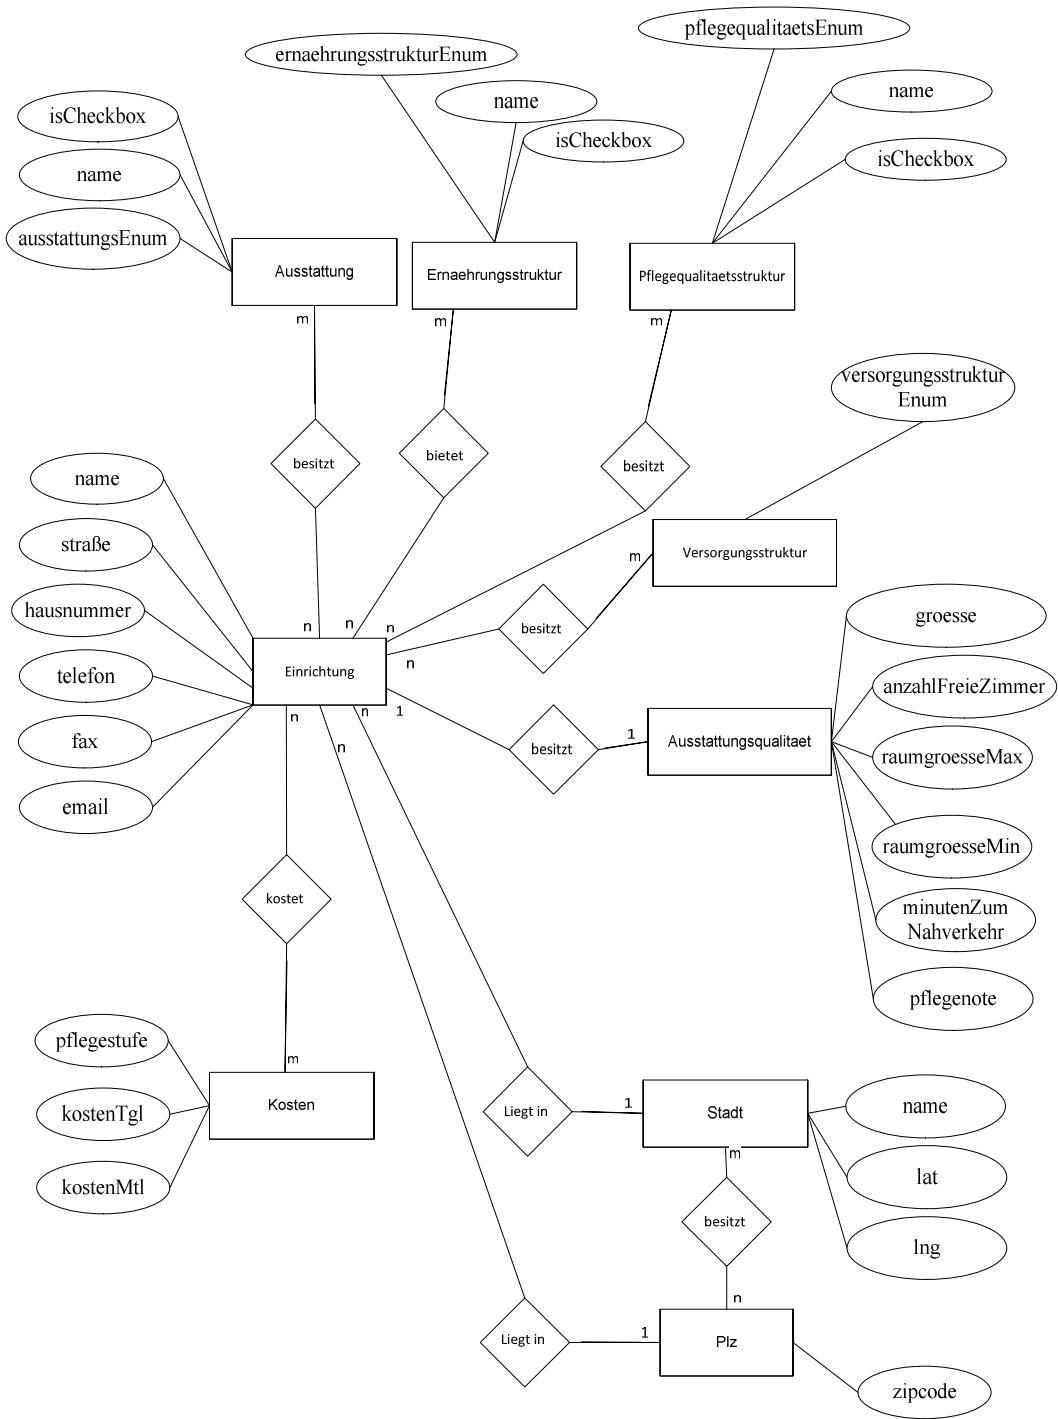 pflegequalitaetsEnum
ernaehrungsstrukturEnum
name
name
isCheckbox
isCheckbox
isCheckbox
name
ausstattungsEnum
Ausstattung
Ernaehrungsstruktur
Pflegequalitaetsstruktur
m
m
m
versorgungsstruktur
Enum
besitzt
bietet
besitzt
name
straße
Versorgungsstruktur
m
hausnummer
groesse
n
n
n
besitzt
n
Einrichtung
telefon
anzahlFreieZimmer
n
n
1
n
besitzt
1
Ausstattungsqualitaet
fax
raumgroesseMax
email
raumgroesseMin
kostet
minutenZum
Nahverkehr
pflegenote
pflegestufe
m
kostenTgl
Kosten
kostenMtl
Liegt in
1
Stadt
name
m
lat
besitzt
lng
n
Liegt in
1
Plz
zipcode